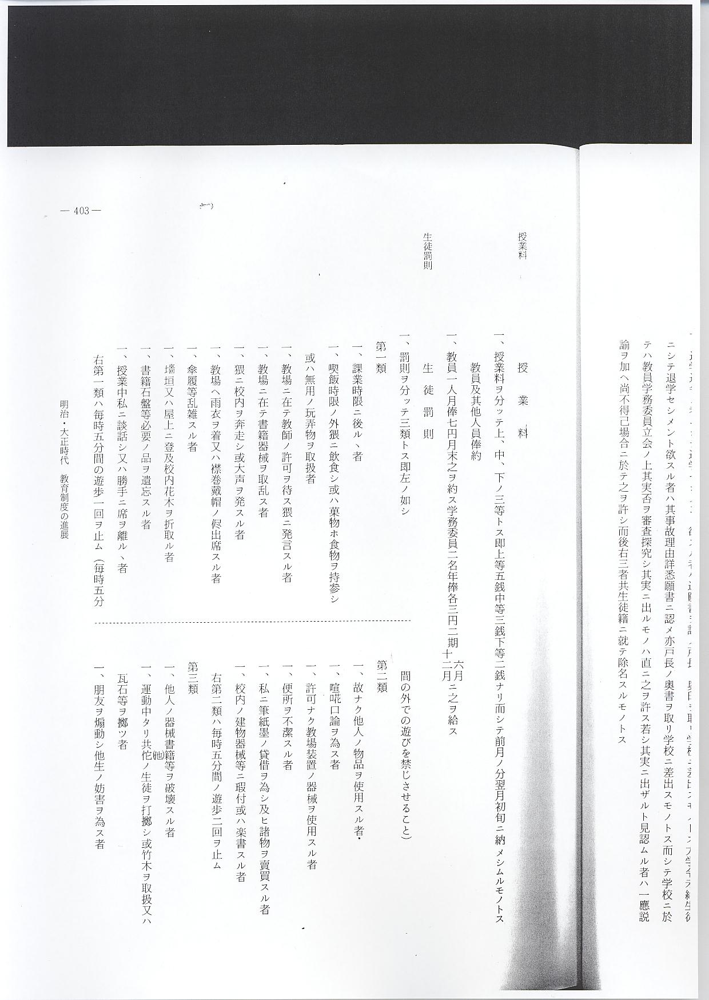 ニシテ退学セシメント欲スル者ハ其事故理由詳悉願書ニ認メ亦戸長ノ奥書ヲ取リ学校ニ差出スモノトス而シテ学校ニ於
テハ教員学務委員立会ノ上其実否ヲ審査探究シ其実ニ出ルモノハ直ニ之ヲ許ス若シ其実ニ出ザルト見認ムル者ハ一應説
諭ヲ加ヘ尚不得已場合ニ於テ之ヲ許シ而後右三者共生徒籍ニ就テ除名スルモノトス
授業料
授業料
一、授業料ヲ分ッテ上、中、下ノ三等トス即上等五銭中等三銭下等二銭ナリ而シテ前月ノ分翌月初旬ニ納メシムルモノトス
教員及其他人員俸約
一、教員一人月俸七円月末之ヲ約ス学務委員二名年俸各三円二期六月十二月ニ之ヲ給ス
生徒罰則
生徒罰則
一、罰則ヲ分ッテ三類トス即左ノ如シ
第一類
一、課業時限ニ後ルヽ者
一、喫飯時限ノ外猥ニ飲食シ或ハ菓物ホ食物ヲ持参シ
或ハ無用ノ玩弄物ヲ取扱者
一、教場ニ在テ教師ノ許可ヲ待ス猥ニ発言スル者
一、教場ニ在テ書籍器械ヲ取乱ス者
一、猥ニ校内ヲ奔走シ或大声ヲ発スル者
一、教場ヘ雨衣ヲ着又ハ襟巻戴帽ノ侭出席スル者
一、傘履等乱雑スル者
一、墻垣又ハ屋上ニ登及校内花木ヲ折取ル者
一、書籍石盤等必要ノ品ヲ遺忘スル者
一、授業中私ニ談話シ又ハ勝手ニ席ヲ離ルヽ者
右第一類ハ毎時五分間の遊歩一回ヲ止ム（毎時五分
間の外での遊びを禁じさせること）
第二類
一、故ナク他人ノ物品ヲ使用スル者
一、喧嘩口論ヲ為ス者
一、許可ナク教場装置ノ器械ヲ使用スル者
一、便所ヲ不潔スル者
一、私ニ筆紙墨ノ貸借ヲ為シ及ヒ諸物ヲ賣買スル者
一、校内ノ建物器械等ニ瑕付或ハ楽書スル者
右第二類ハ毎時五分間ノ遊歩二回ヲ止ム
第三類
一、他人ノ器械書籍等ヲ破壊スル者
一、運動中タリ共佗(他)ノ生徒ヲ打擲シ或竹木ヲ取扱又ハ
瓦石等ヲ擲ツ者
一、朋友ヲ煽動シ他生ノ妨害ヲ為ス者
明治・大正時代　教育制度の進展
— 403 —